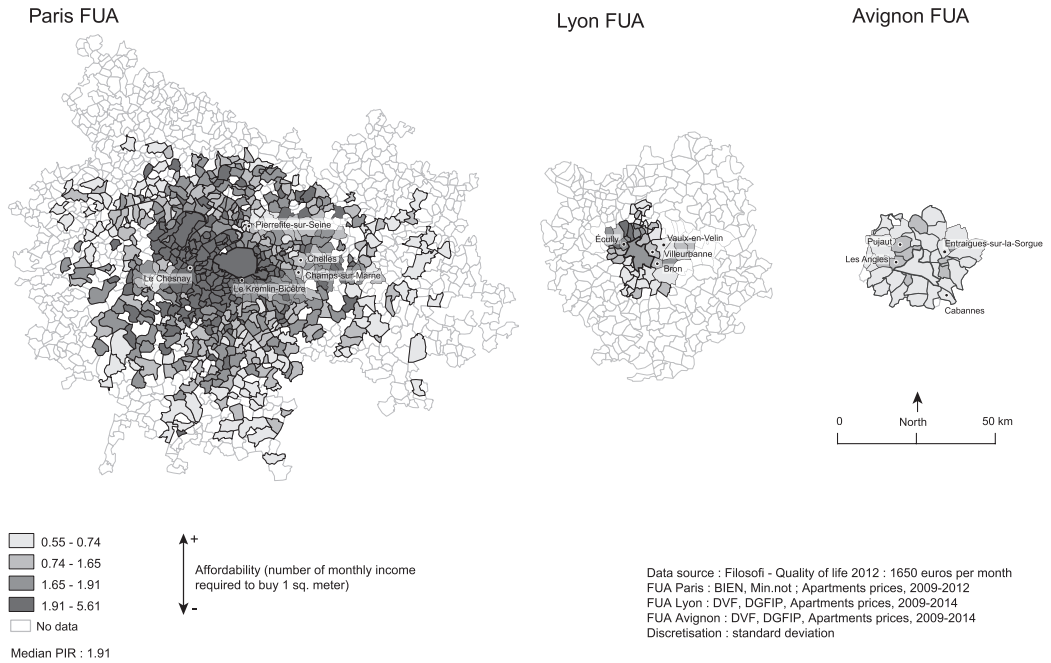 Paris FUA
Lyon FUA
Avignon FUA
Pierrefite-sur-Seine
Chelles
Champs-sur-Marne
Le Chesnay
Le Kremlin-Bicêtre
Écully
Vaulx-en-Velin
Villeurbanne
Bron
Pujaut
Entraigues-sur-la-Sorgue
Les Angles
Cabannes
0
North
50 km
0.55 - 0.74
0.74 - 1.65
1.65 - 1.91
1.91 - 5.61
No data
Median PIR : 1.91
+
Affordability (number of monthly income
required to buy 1 sq. meter)
-
Data source : Filosofi - Quality of life 2012 : 1650 euros per month
FUA Paris : BIEN, Min.not ; Apartments prices, 2009-2012
FUA Lyon : DVF, DGFIP, Apartments prices, 2009-2014
FUA Avignon : DVF, DGFIP, Apartments prices, 2009-2014
Discretisation : standard deviation